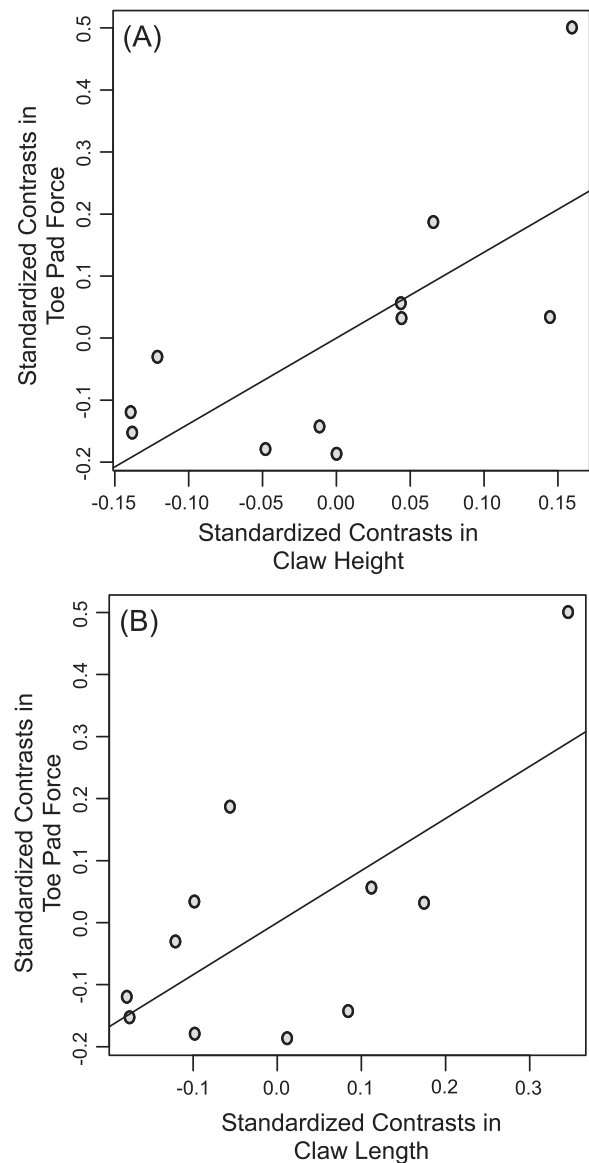 (A)
Standardized Contrasts in
Toe Pad Force
0.5
0.4
0.3
0.2
0.1
0.0
-0.1
-0.2
-0.15 -0.10 -0.05 0.00 0.05 0.10 0.15
Standardized Contrasts in
Claw Height
(B)
Standardized Contrasts in
Toe Pad Force
0.5
0.4
0.3
0.2
0.1
0.0
-0.1
-0.2
-0.1 0.0 0.1 0.2 0.3
Standardized Contrasts in
Claw Length